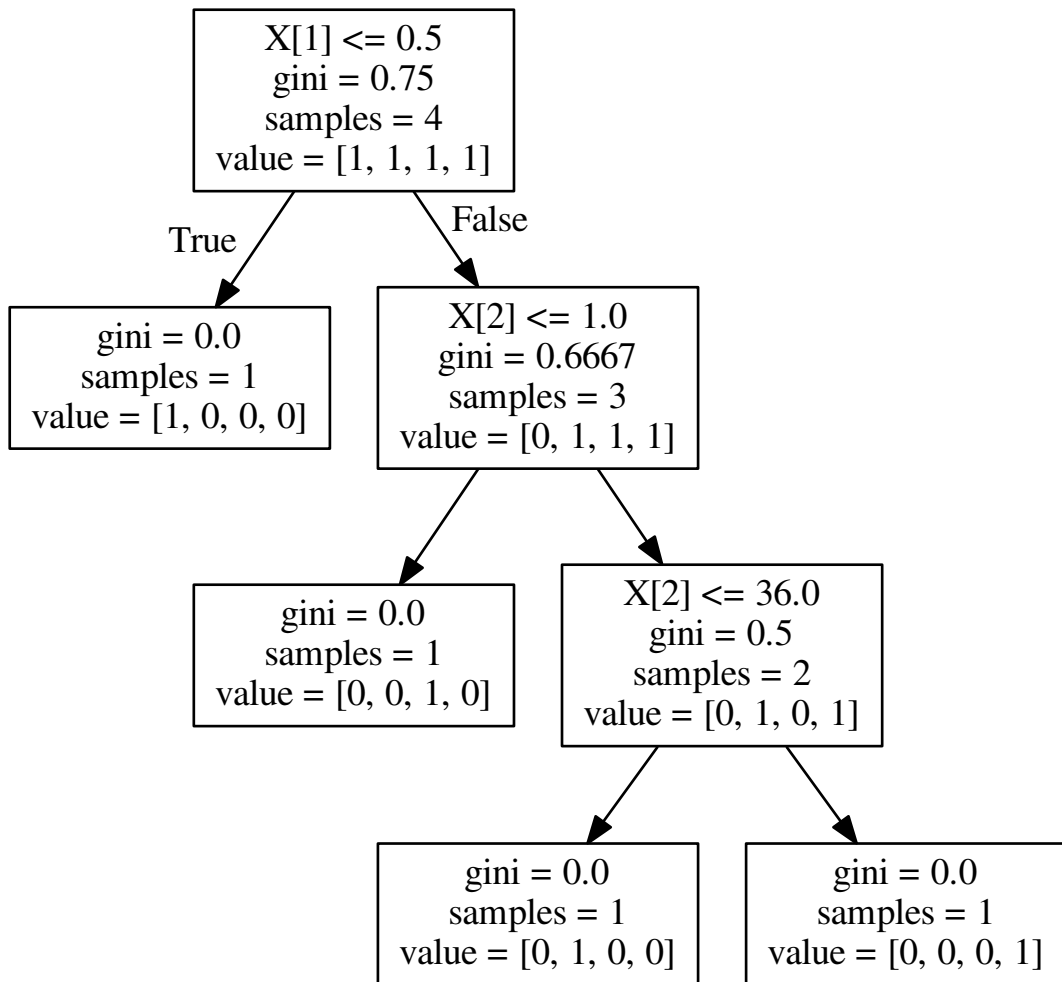 X[1] <= 0.5
gini = 0.75
samples = 4
value = [1, 1, 1, 1]
True
False
gini = 0.0
samples = 1
value = [1, 0, 0, 0]
X[2] <= 1.0
gini = 0.6667
samples = 3
value = [0, 1, 1, 1]
gini = 0.0
samples = 1
value = [0, 0, 1, 0]
X[2] <= 36.0
gini = 0.5
samples = 2
value = [0, 1, 0, 1]
gini = 0.0
samples = 1
value = [0, 1, 0, 0]
gini = 0.0
samples = 1
value = [0, 0, 0, 1]